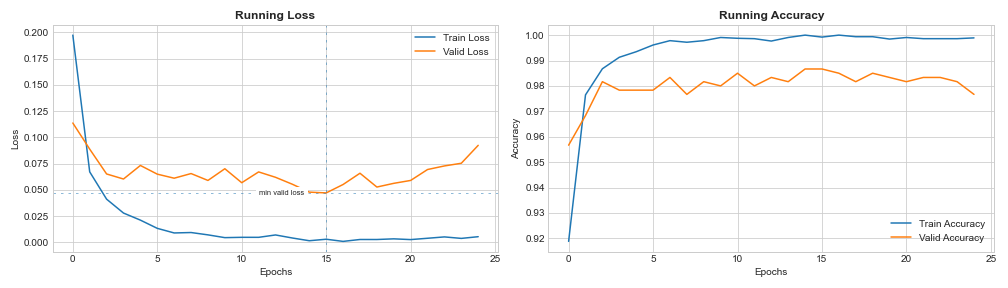 Running Loss
0.200
0.175
0.150
0.125
0.100
0.075
0.050
0.025
0.000
Loss
Train Loss
Valid Loss
min valid loss
0
5
10
15
20
25
Epochs
Running Accuracy
1.00
0.99
0.98
0.97
0.96
0.95
0.94
0.93
0.92
Accuracy
Train Accuracy
Valid Accuracy
0
5
10
15
20
25
Epochs